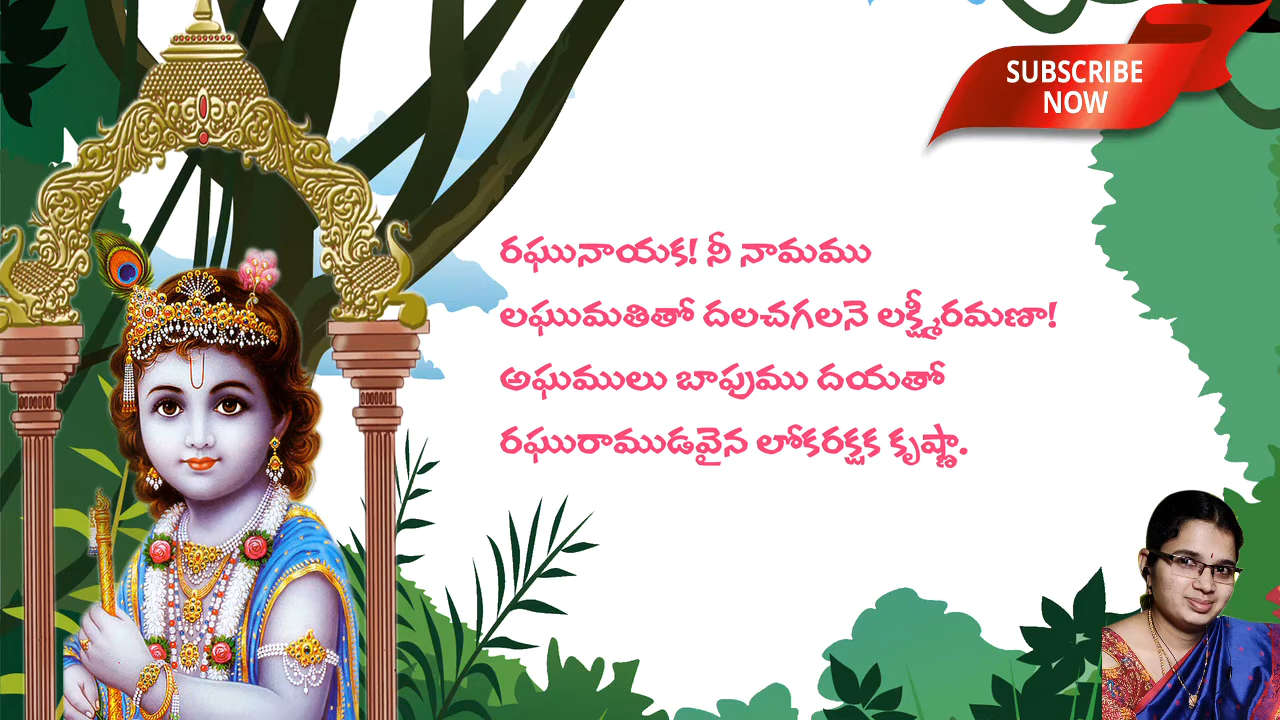 SUBSCRIBE
NOW
రఘునాయక! నీ నామము
లఘుమతితో దలచగలనె లక్ష్మీరమణా!
అఘములు బాపుము దయతో
రఘురాముడవైన లోకరక్షక కృష్ణా.